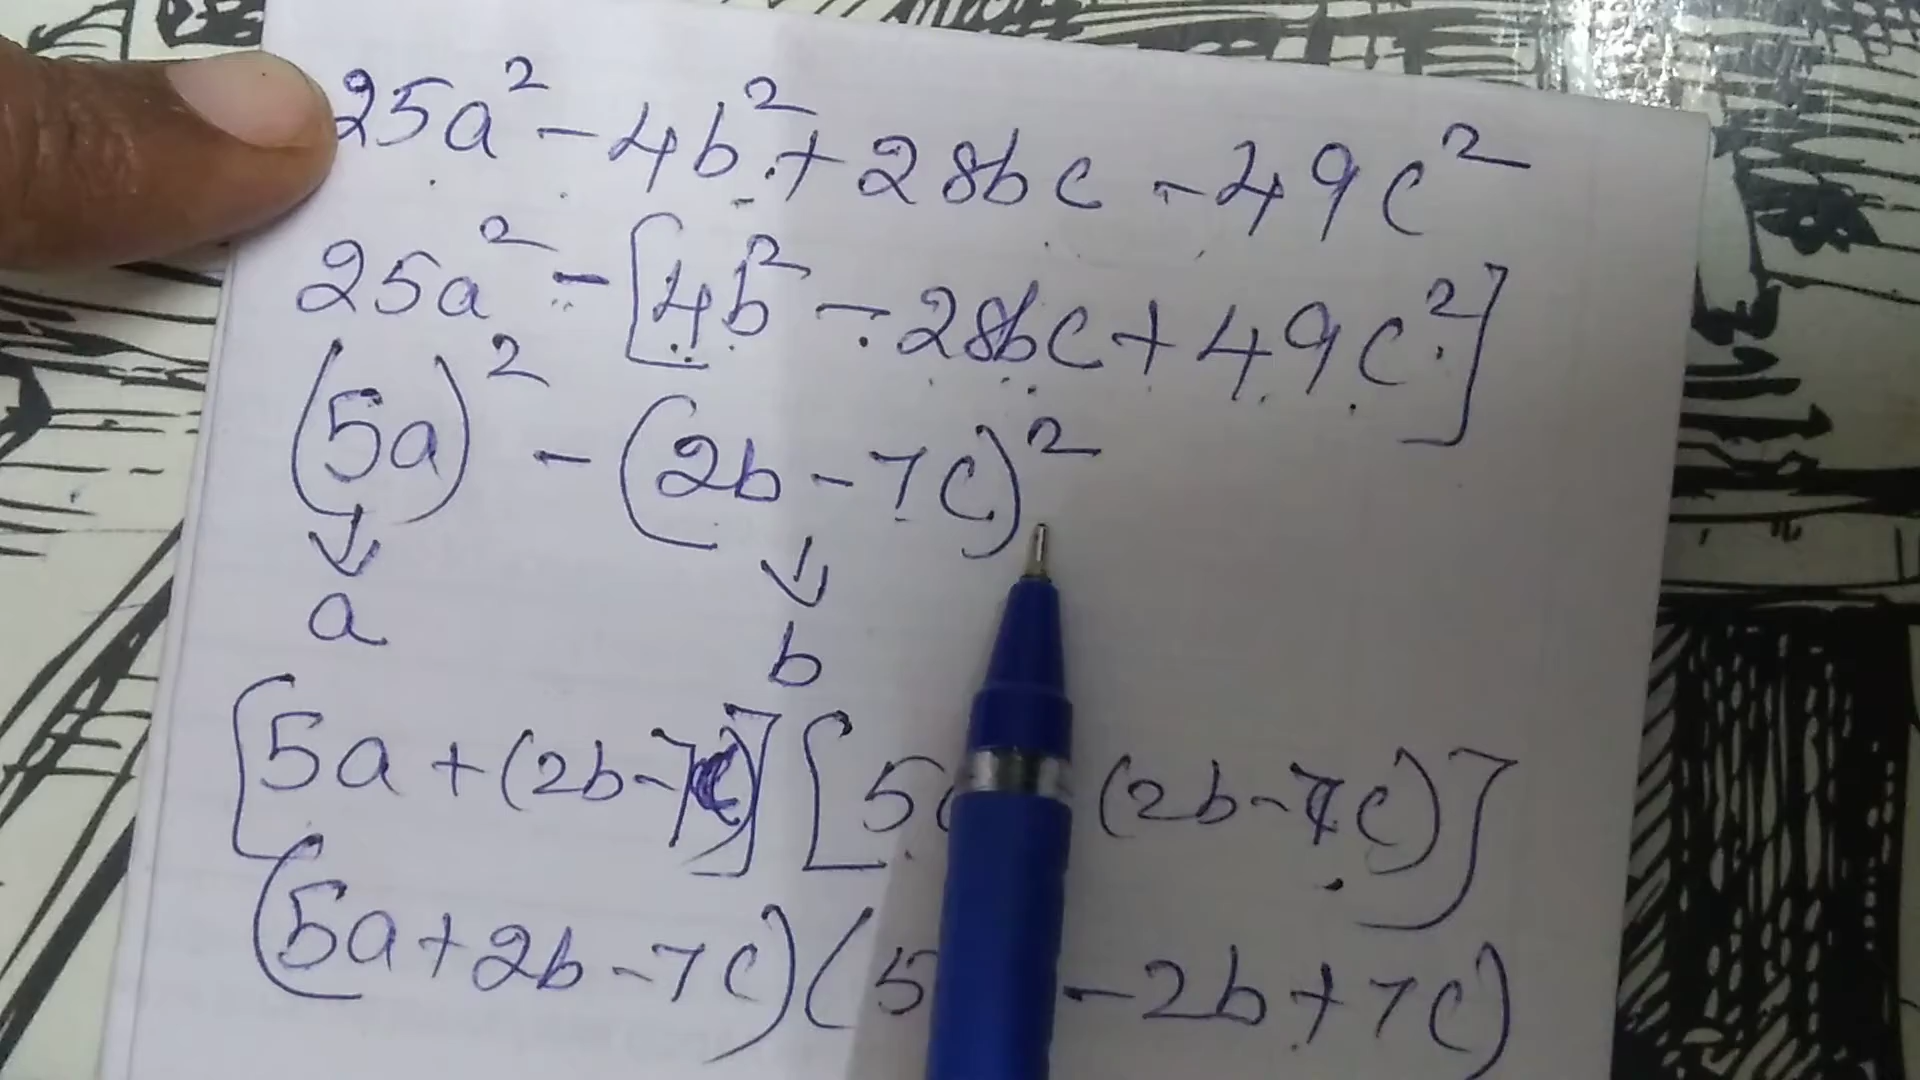 25a² - 4b² + 28bc - 49c²
25a² - [4b² - 28bc + 49c²]
(5a)² - (2b - 7c)²
↓ ↓
a b
[5a + (2b - 7c)] [5 (2b - 7c)]
(5a + 2b - 7c) (5 - 2b + 7c)